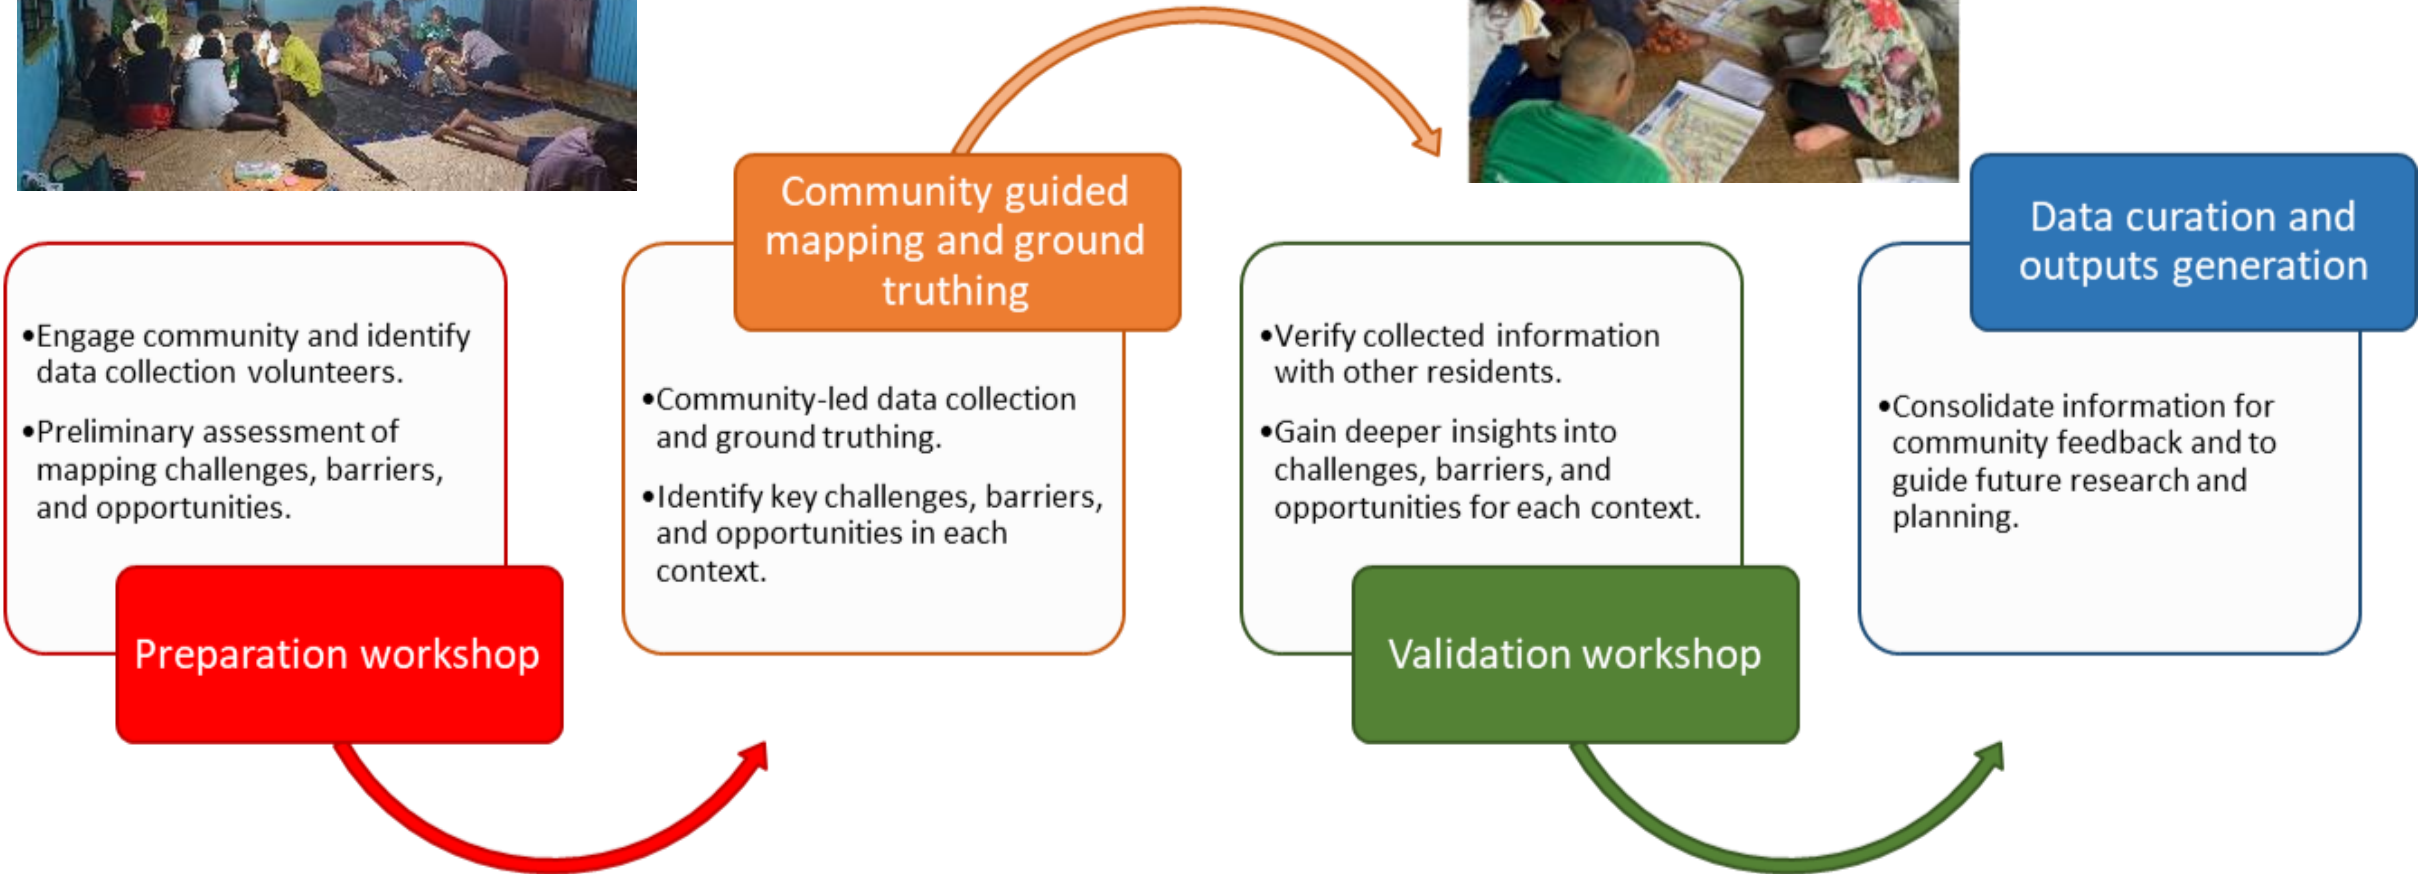 •Engage community and identify
data collection volunteers.
•Preliminary assessment of
mapping challenges, barriers,
and opportunities.
Preparation workshop
Community guided
mapping and ground
truthing
•Community-led data collection
and ground truthing.
•Identify key challenges, barriers,
and opportunities in each
context.
•Verify collected information
with other residents.
•Gain deeper insights into
challenges, barriers, and
opportunities for each context.
Validation workshop
Data curation and
outputs generation
•Consolidate information for
community feedback and to
guide future research and
planning.